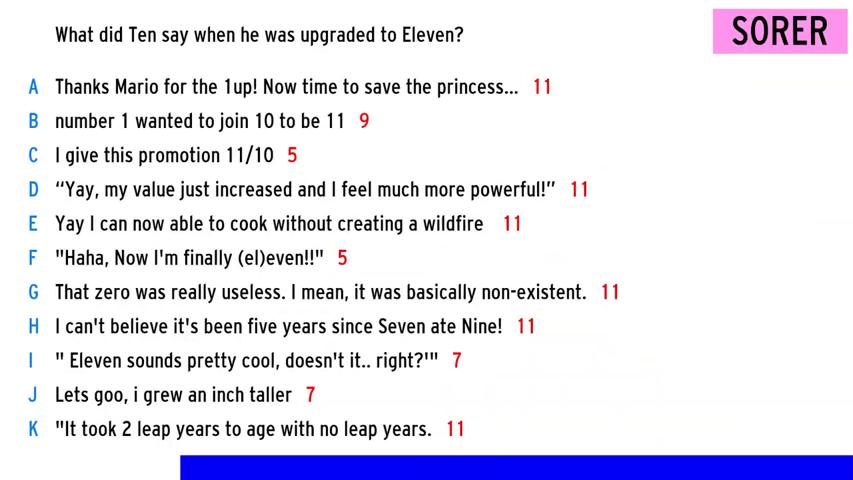 What did Ten say when he was upgraded to Eleven?
SORER
A Thanks Mario for the 1up! Now time to save the princess... 11
B number 1 wanted to join 10 to be 11 9
C I give this promotion 11/10 5
D “Yay, my value just increased and I feel much more powerful!” 11
E Yay I can now able to cook without creating a wildfire 11
F "Haha, Now I'm finally (el)even!!" 5
G That zero was really useless. I mean, it was basically non-existent. 11
H I can't believe it's been five years since Seven ate Nine! 11
I " Eleven sounds pretty cool, doesn't it.. right?'" 7
J Lets goo, i grew an inch taller 7
K "It took 2 leap years to age with no leap years. 11